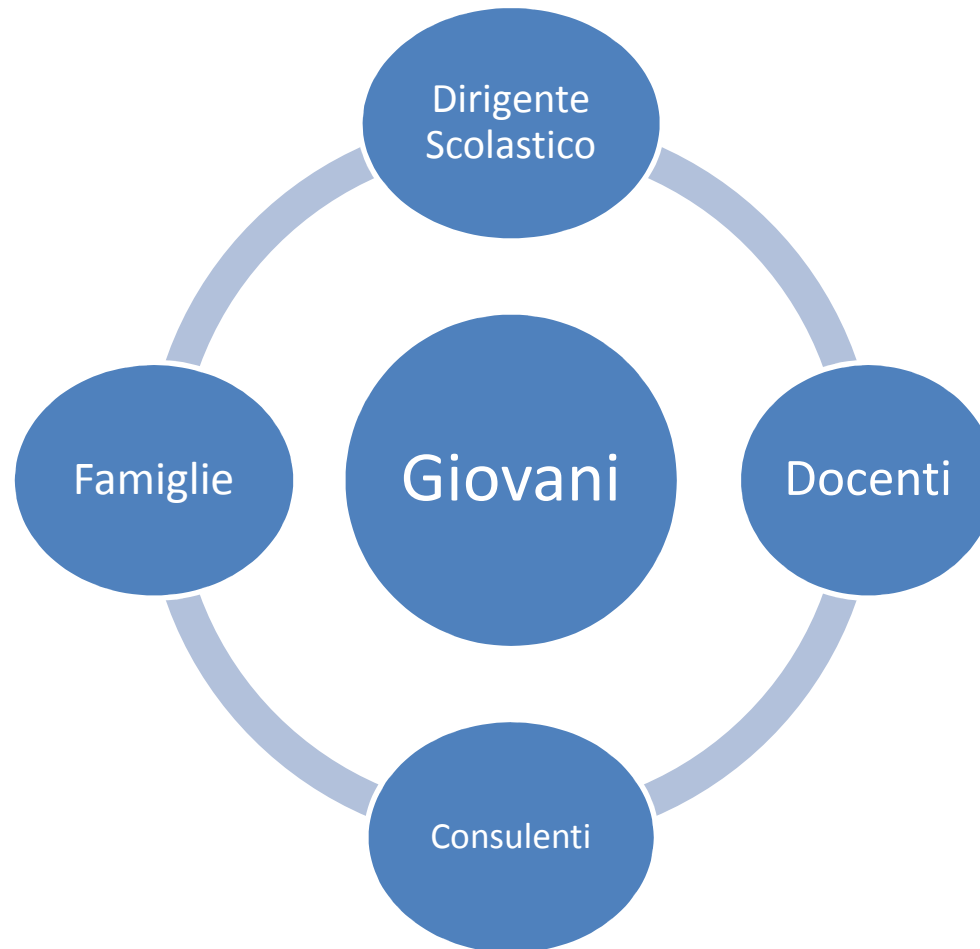 Dirigente
Scolastico
Famiglie
Giovani
Docenti
Consulenti